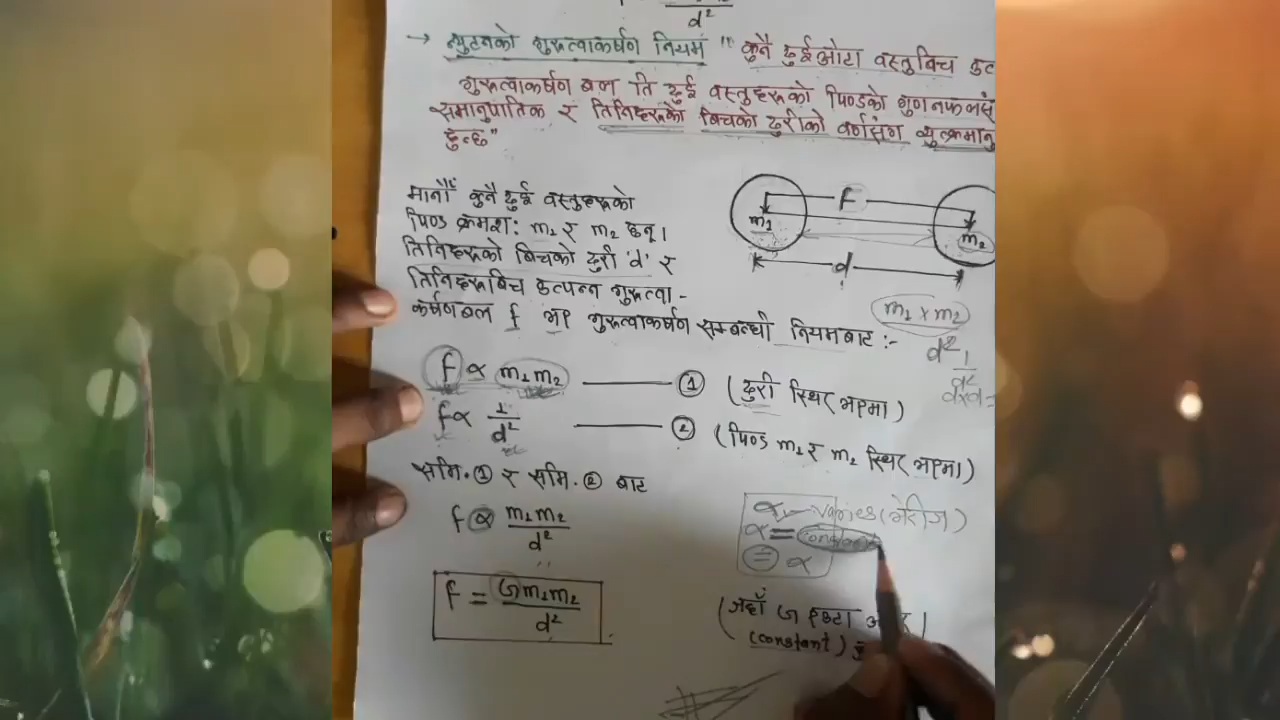 d²
→ न्युटनको गुरुत्वाकर्षण नियम "कुनै दुईओटा वस्तुबिच
गुरुत्वाकर्षण बल ति दुई वस्तुहरूको पिण्डको गुणनफलसं
समानुपातिक र तिनिहरूको बिचको दुरीको वर्गसंग व्युत्क्रमानु
हुन्छ"
मानौं कुनै दुई वस्तुहरूको
पिण्ड क्रमश: m₁ र m₂ छन्।
तिनिहरूको बिचको दुरी 'd' र
तिनिहरूबिच उत्पन्न गुरुत्वा-
कर्षणबल f भए गुरुत्वाकर्षण सम्बन्धी नियमबाट :-
F
m₁
m₂
d
m₁ x m₂
d²
f ∝ m₁m₂ —— ① (दुरी स्थिर भएमा)
f ∝ 1/d² —— ② (पिण्ड m₁ र m₂ स्थिर भएमा)
समि.① र समि.② बाट
f ∝ m₁m₂/d²
f = Gm₁m₂/d²
∝ – varies (भेरीज)
∝ = constant
= ∝
(जहाँ G एउटा
(constant)